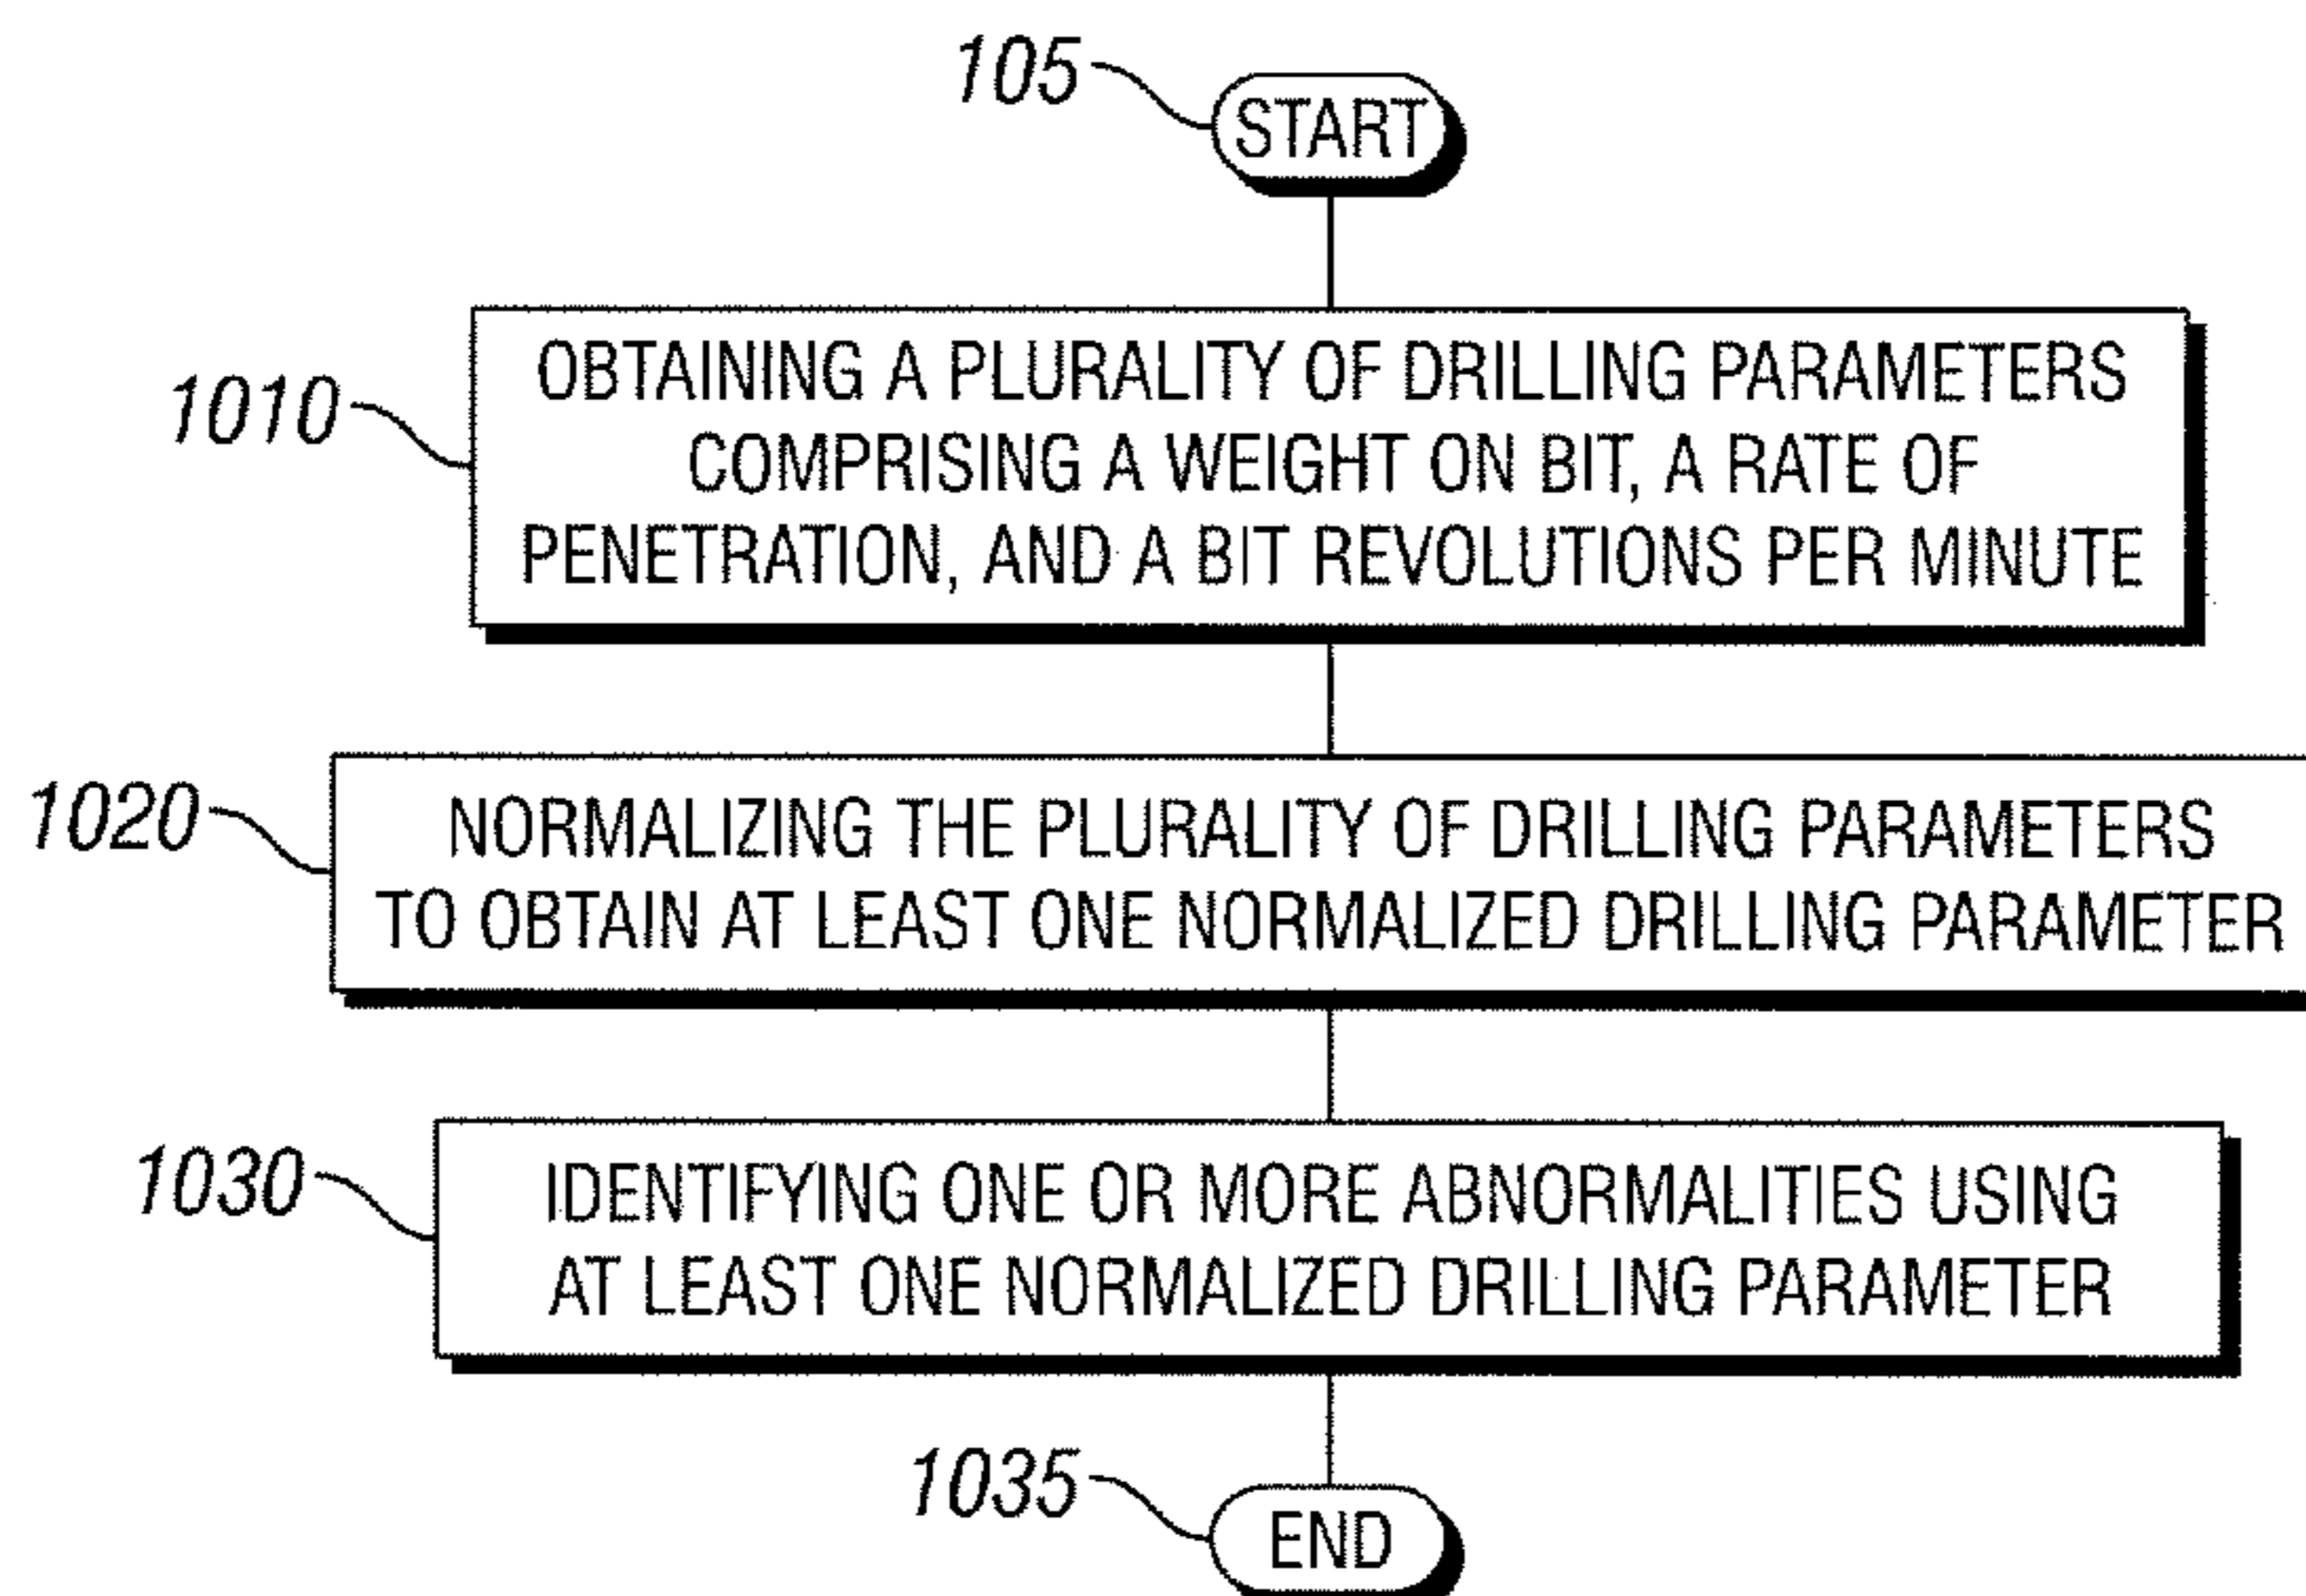 105
START
1010
OBTAINING A PLURALITY OF DRILLING PARAMETERS
COMPRISING A WEIGHT ON BIT, A RATE OF
PENETRATION, AND A BIT REVOLUTIONS PER MINUTE
1020
NORMALIZING THE PLURALITY OF DRILLING PARAMETERS
TO OBTAIN AT LEAST ONE NORMALIZED DRILLING PARAMETER
1030
IDENTIFYING ONE OR MORE ABNORMALITIES USING
AT LEAST ONE NORMALIZED DRILLING PARAMETER
1035
END